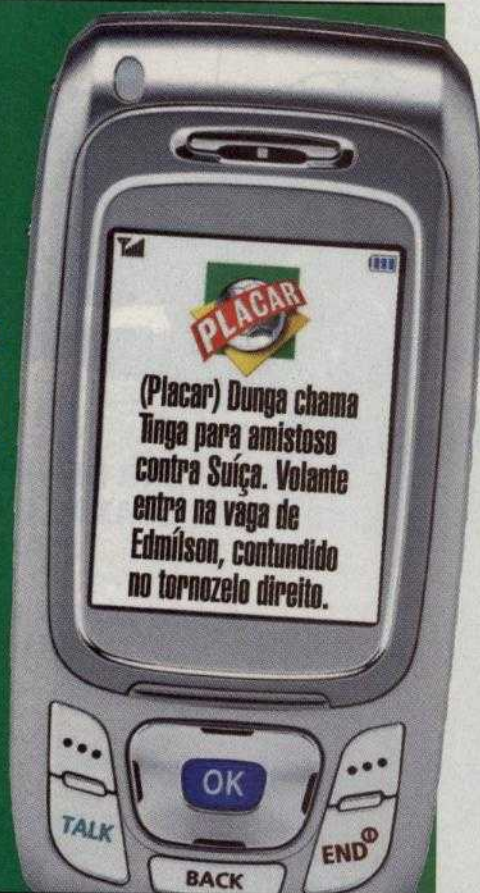 PLACAR
(Placar) Dunga chama
Tinga para amistoso
contra Suíça. Volante
entra na vaga de
Edmílson, contundido
no tornozelo direito.
OK
TALK
END
BACK